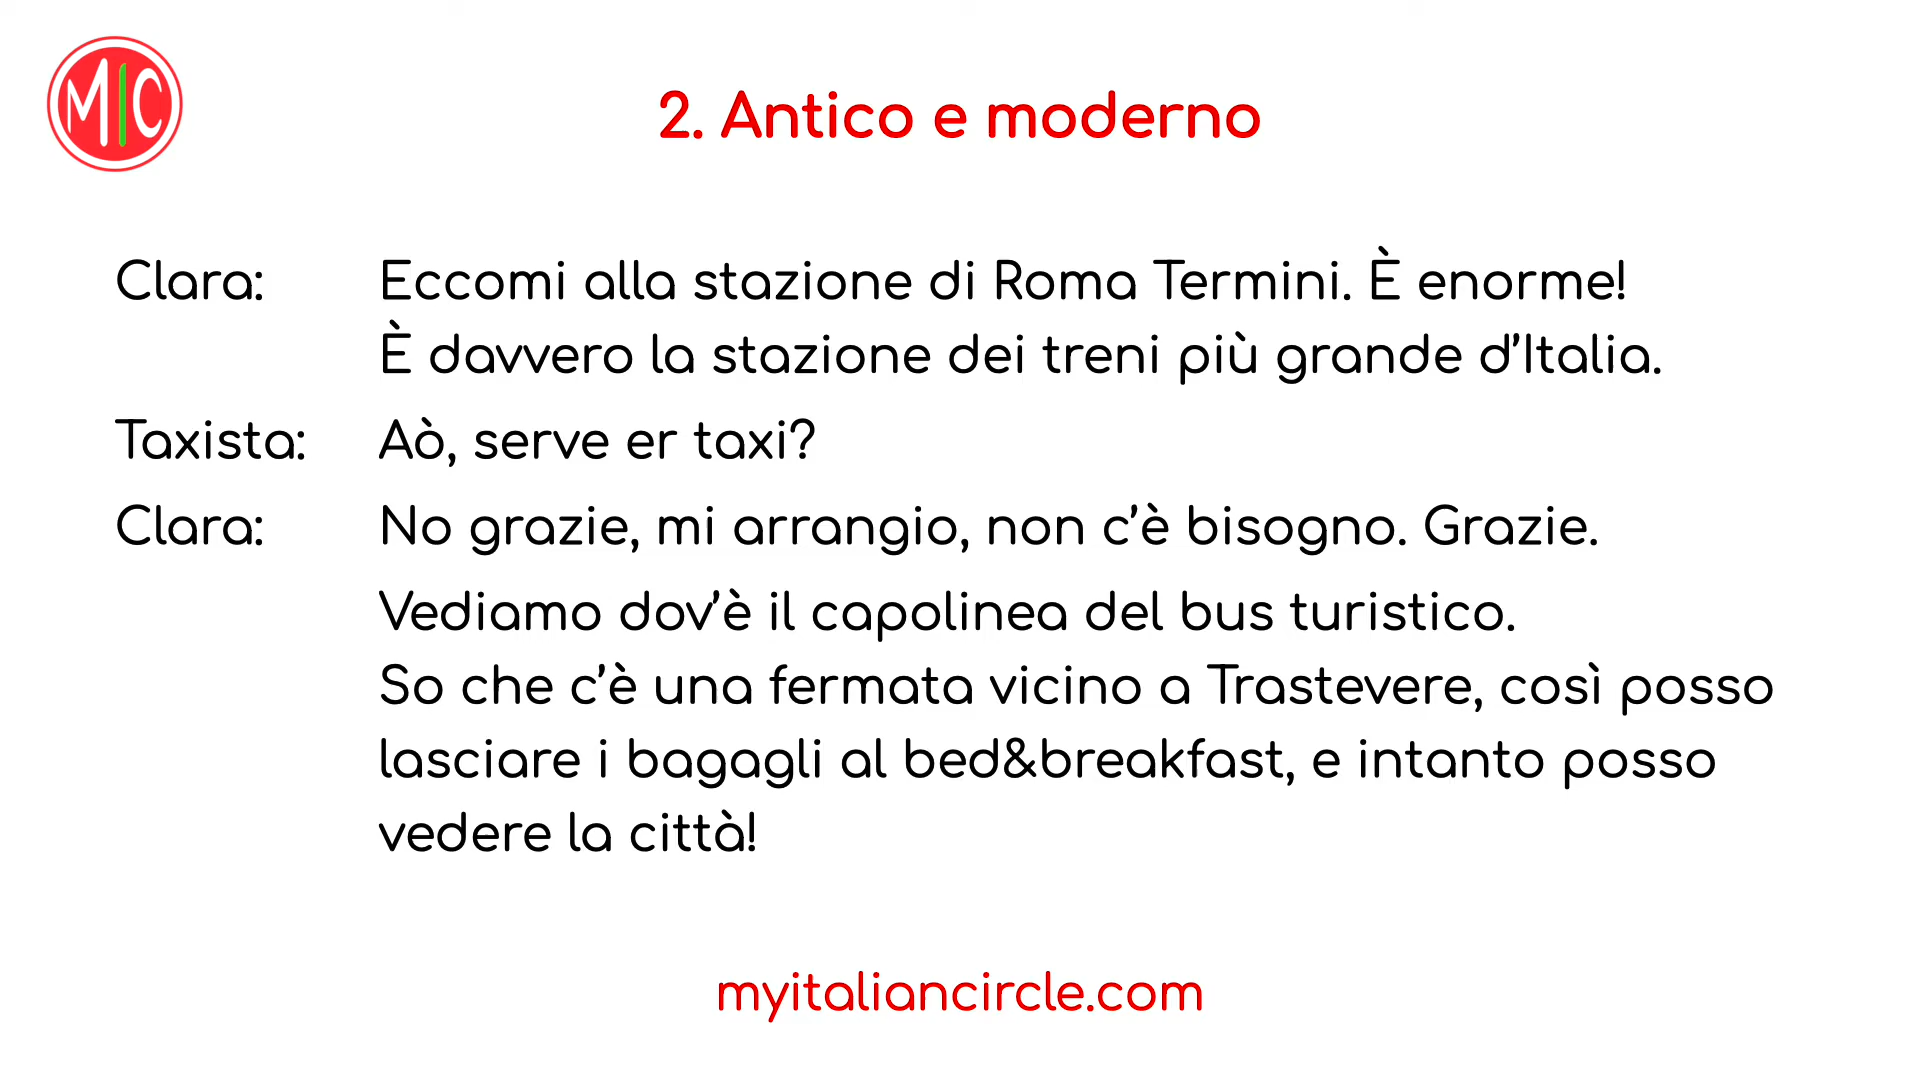 MIC
2. Antico e moderno
Clara: Eccomi alla stazione di Roma Termini. È enorme!
È davvero la stazione dei treni più grande d’Italia.
Taxista: Aò, serve er taxi?
Clara: No grazie, mi arrangio, non c’è bisogno. Grazie.
Vediamo dov’è il capolinea del bus turistico.
So che c’è una fermata vicino a Trastevere, così posso
lasciare i bagagli al bed&breakfast, e intanto posso
vedere la città!
myitaliancircle.com